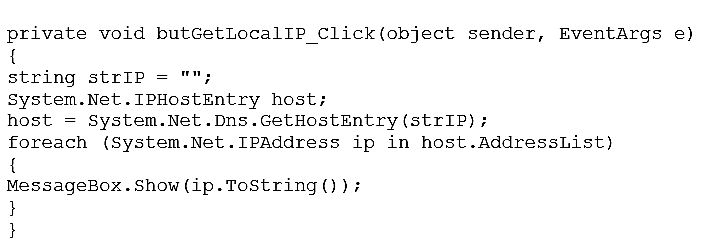 private void butGetLocalIP_Click(object sender, EventArgs e)
{
string strIP = "";
System.Net.IPHostEntry host;
host = System.Net.Dns.GetHostEntry(strIP);
foreach (System.Net.IPAddress ip in host.AddressList)
{
MessageBox.Show(ip.ToString());
}
}